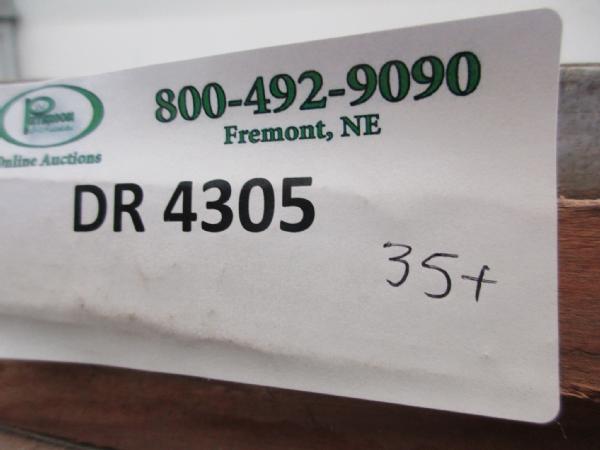 800-492-9090
Fremont, NE
Online Auctions
DR 4305
35+